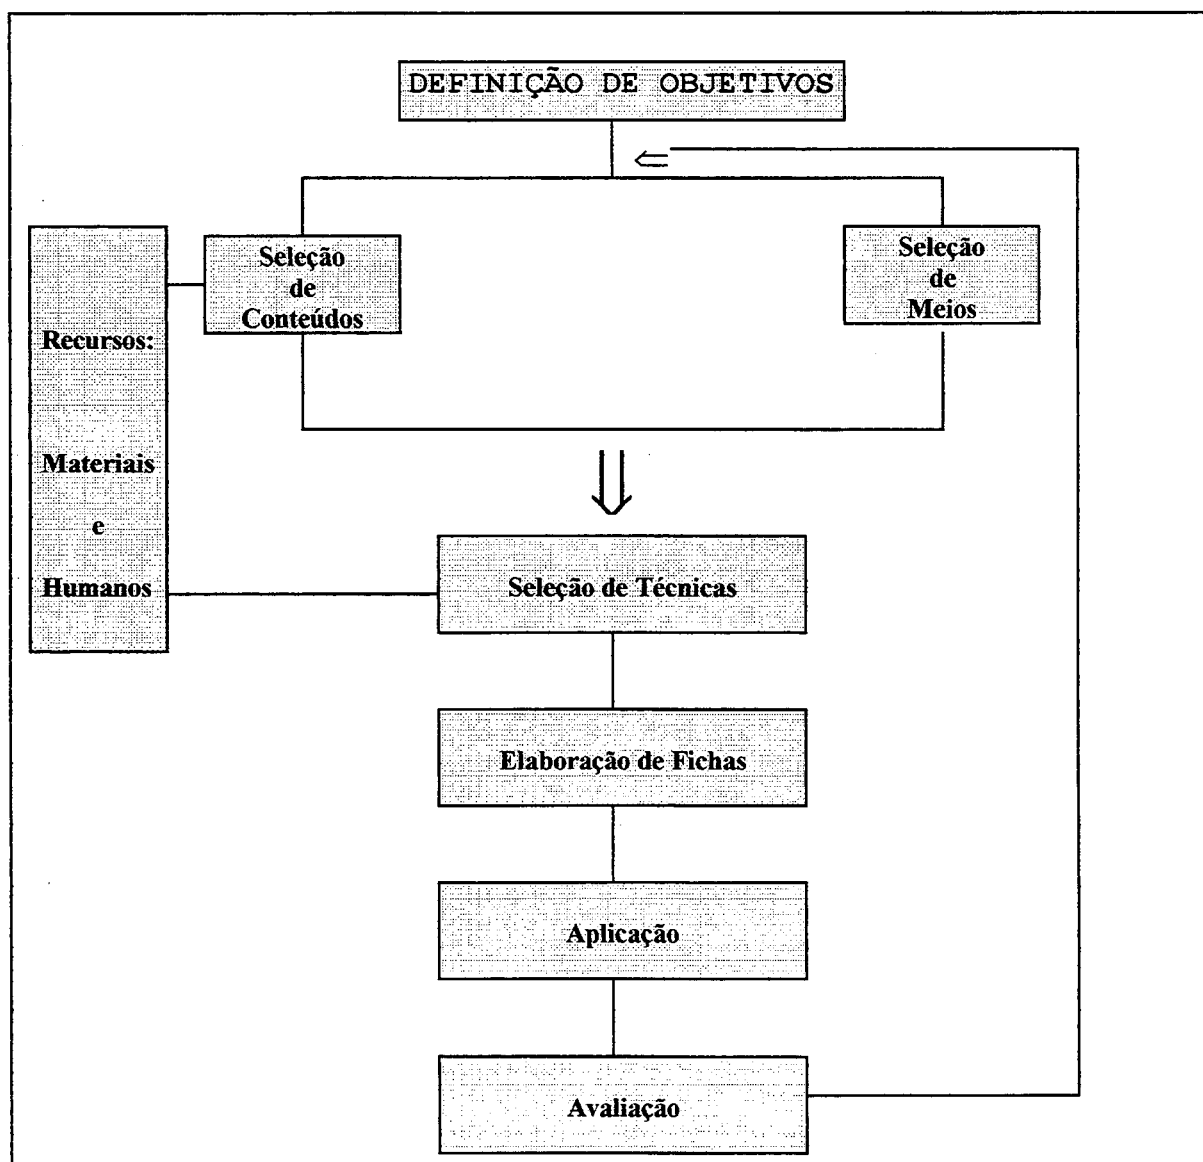 DEFINIÇÃO DE OBJETIVOS
Seleção
de
Conteúdos
Seleção
de
Meios
Recursos:
Materiais
e
Humanos
Seleção de Técnicas
Elaboração de Fichas
Aplicação
Avaliação